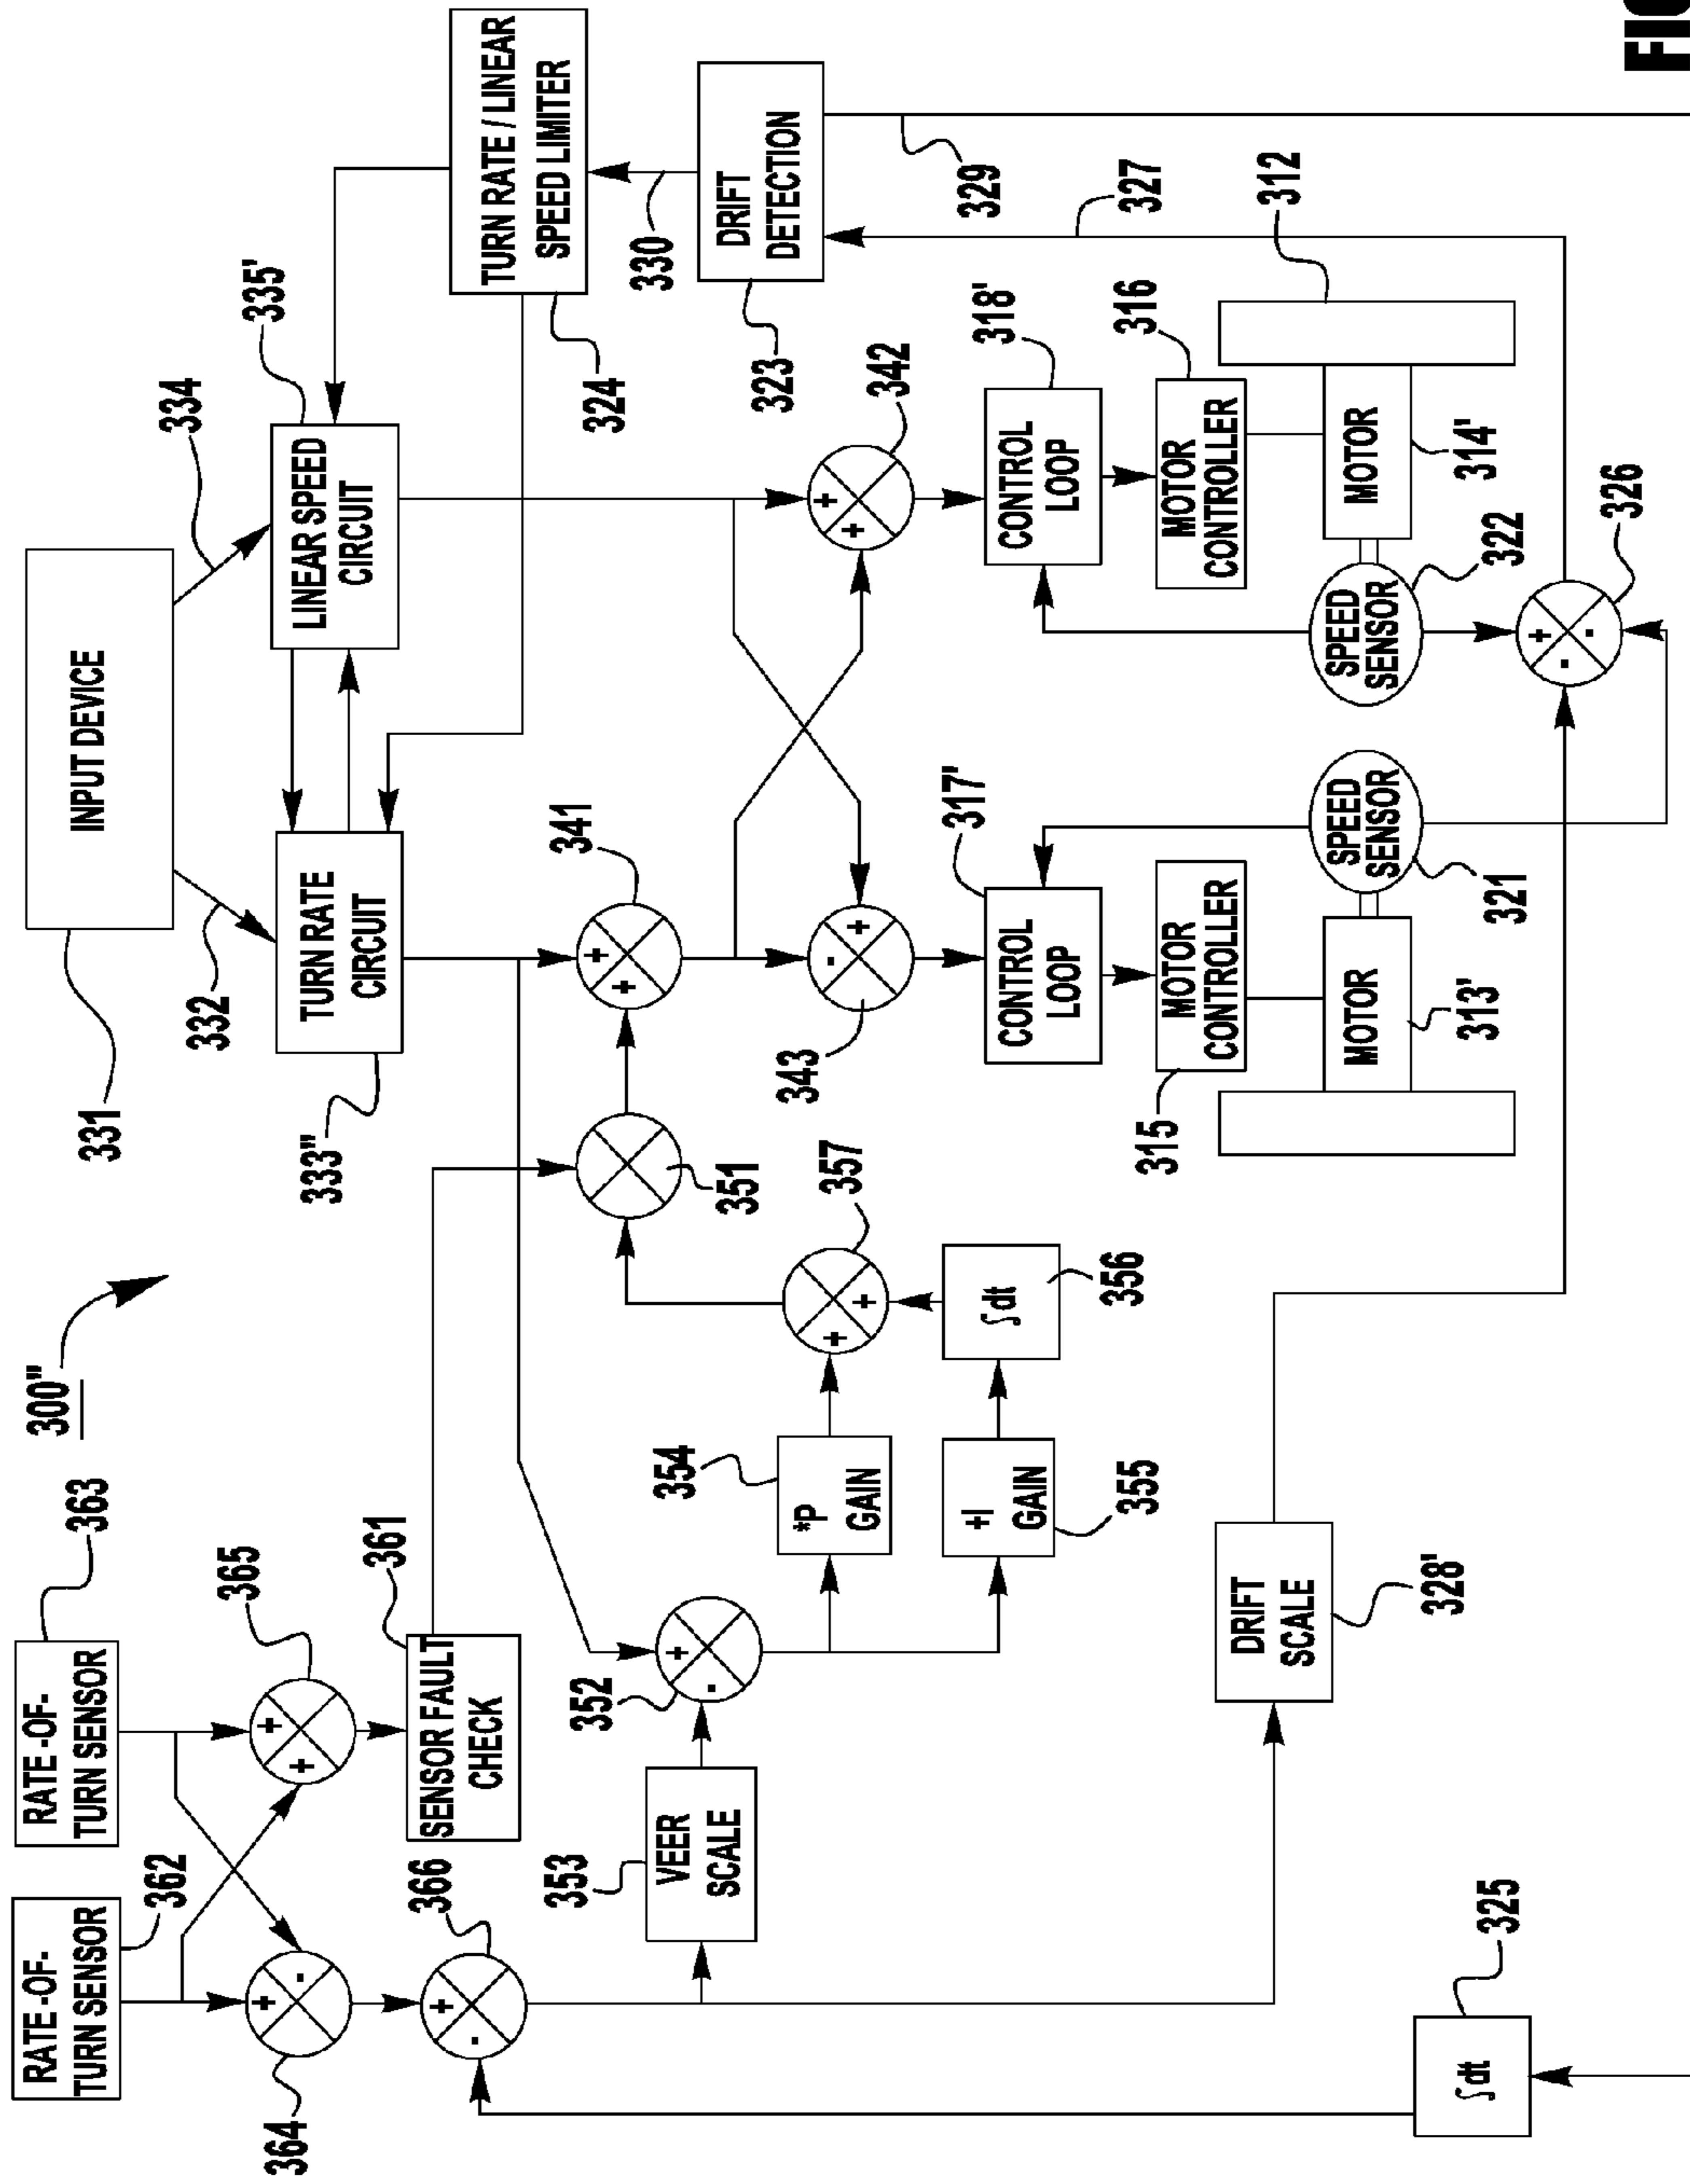 300"
363
RATE -OF-
TURN SENSOR
RATE -OF-
TURN SENSOR
362
365
361
364
366
SENSOR FAULT
CHECK
353
VEER
SCALE
352
+
-
+
+
+
-
+
-
354
*P
GAIN
+I
GAIN
355
357
+
+
∫dt
356
351
DRIFT
SCALE
328'
∫dt
325
331
INPUT DEVICE
332
334
333"
TURN RATE
CIRCUIT
335'
LINEAR SPEED
CIRCUIT
TURN RATE / LINEAR
SPEED LIMITER
324
330
DRIFT
DETECTION
323
329
327
341
+
+
342
+
+
343
-
+
317'
CONTROL
LOOP
318'
CONTROL
LOOP
315
MOTOR
CONTROLLER
316
MOTOR
CONTROLLER
312
MOTOR
313'
SPEED
SENSOR
321
SPEED
SENSOR
322
MOTOR
314'
326
+
-
-
FIG